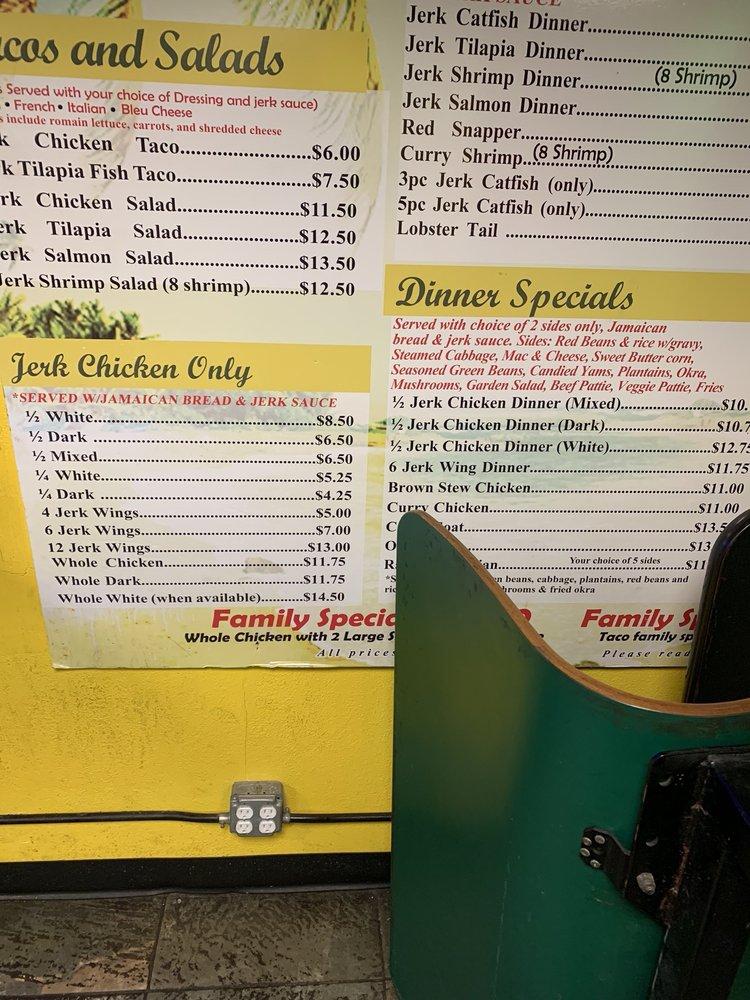 and Salads
Served with your choice of Dressing and jerk sauce)
• French • Italian • Bleu Cheese
include romain lettuce, carrots, and shredded cheese
Chicken Taco...............$6.00
Tilapia Fish Taco...............$7.50
Chicken Salad...............$11.50
Tilapia Salad...............$12.50
Salmon Salad...............$13.50
Jerk Shrimp Salad (8 shrimp)..........$12.50
Jerk Chicken Only
*SERVED W/JAMAICAN BREAD & JERK SAUCE
½ White...............$8.50
½ Dark ...............$6.50
½ Mixed...............$6.50
¼ White...............$5.25
¼ Dark ...............$4.25
4 Jerk Wings...............$5.00
6 Jerk Wings...............$7.00
12 Jerk Wings...............$13.00
Whole Chicken...............$11.75
Whole Dark...............$11.75
Whole White (when available)..........$14.50
SAUCE
Jerk Catfish Dinner...............
Jerk Tilapia Dinner...............
Jerk Shrimp Dinner...............(8 Shrimp)
Jerk Salmon Dinner...............
Red Snapper...............
Curry Shrimp...(8 Shrimp)
3pc Jerk Catfish (only)...............
5pc Jerk Catfish (only)...............
Lobster Tail ...............
Dinner Specials
Served with choice of 2 sides only, Jamaican
bread & jerk sauce. Sides: Red Beans & rice w/gravy,
Steamed Cabbage, Mac & Cheese, Sweet Butter corn,
Seasoned Green Beans, Candied Yams, Plantains, Okra,
Mushrooms, Garden Salad, Beef Pattie, Veggie Pattie, Fries
½ Jerk Chicken Dinner (Mixed)...............$10.
½ Jerk Chicken Dinner (Dark)...............$10.7
½ Jerk Chicken Dinner (White)...............$12.75
6 Jerk Wing Dinner...............$11.75
Brown Stew Chicken...............$11.00
Curry Chicken...............$11.00
...............$13.5
...............$13
Your choice of 5 sides
...............$11
beans, cabbage, plantains, red beans and
& fried okra
Family
Whole Chicken with 2 Large
All prices
Family
Taco family
Please read